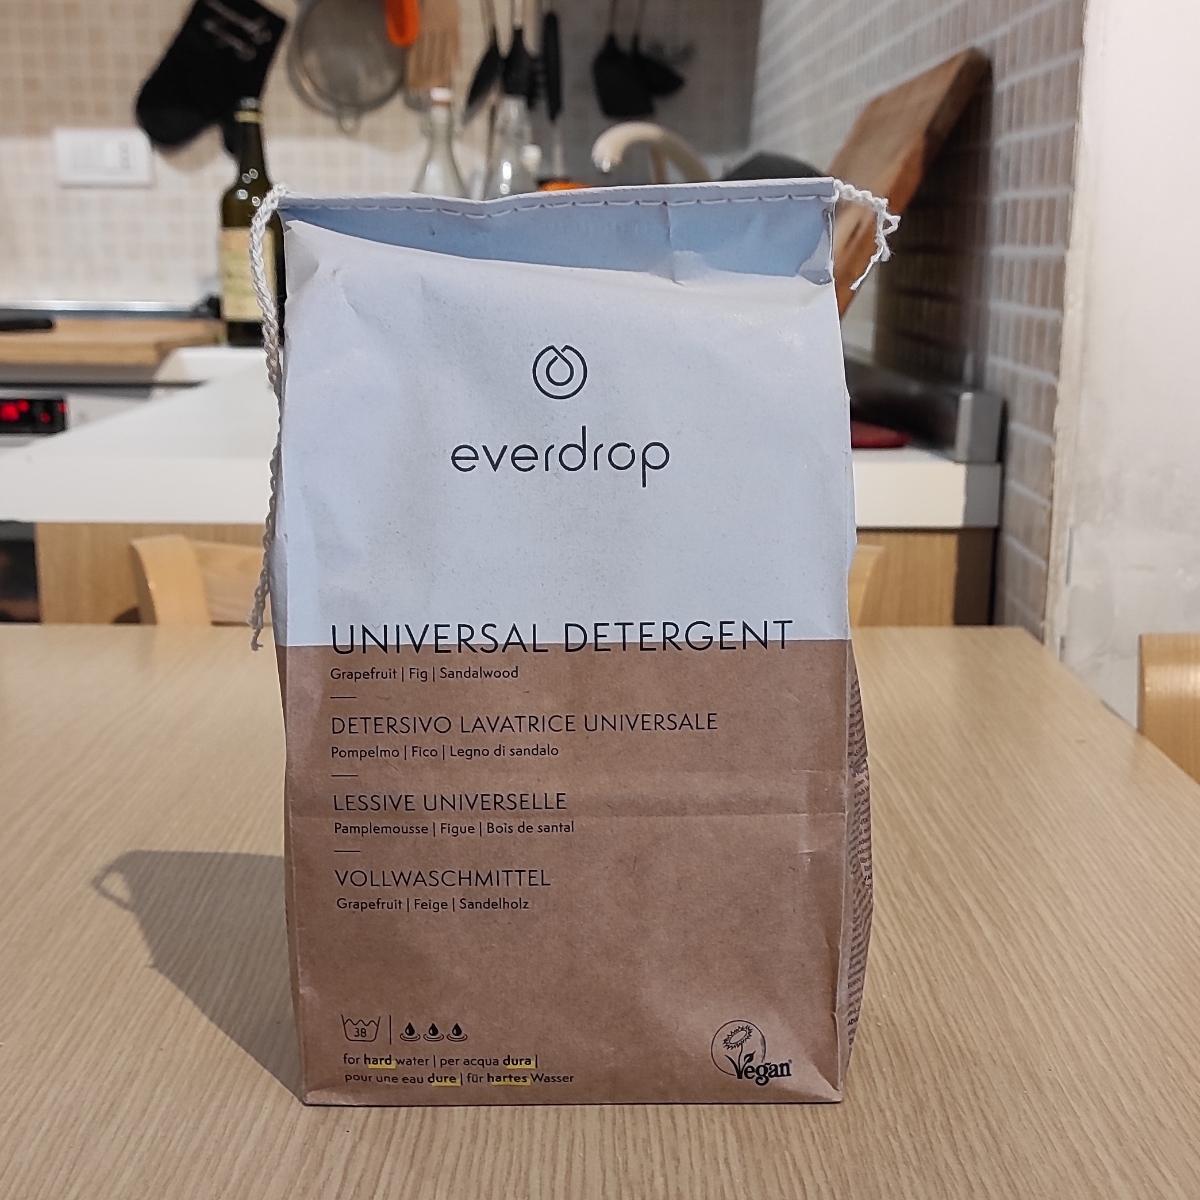 everdrop
UNIVERSAL DETERGENT
Grapefruit | Fig | Sandalwood
DETERSIVO LAVATRICE UNIVERSALE
Pompelmo | Fico | Legno di sandalo
LESSIVE UNIVERSELLE
Pamplemousse | Figue | Bois de santal
VOLLWASCHMITTEL
Grapefruit | Feige | Sandelholz
38
for hard water | per acqua dura |
pour une eau dure | für hartes Wasser
Vegan